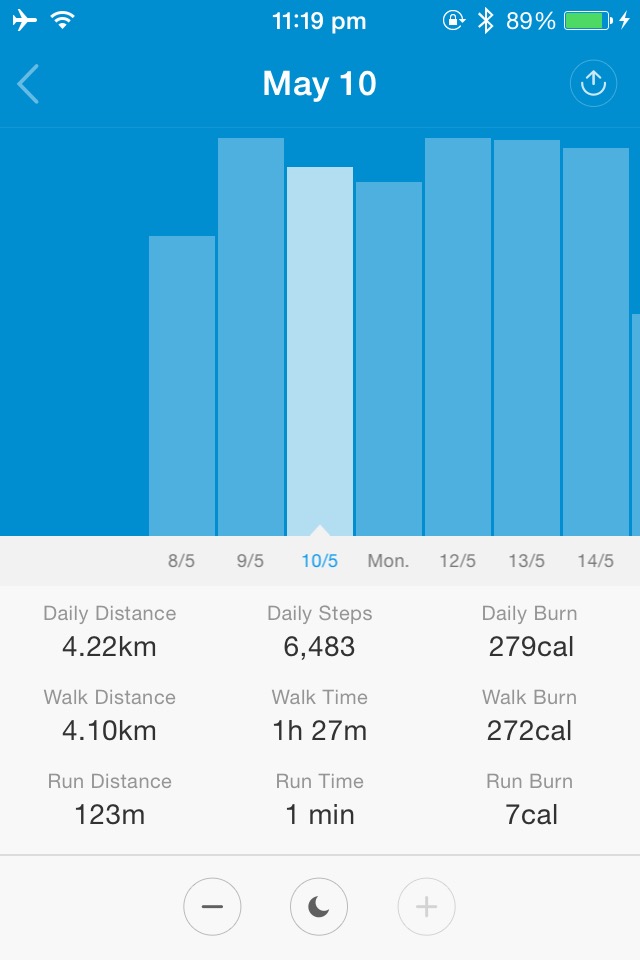 11:19 pm 89%
May 10
8/5 9/5 10/5 Mon. 12/5 13/5 14/5
Daily Distance Daily Steps Daily Burn
4.22km 6,483 279cal
Walk Distance Walk Time Walk Burn
4.10km 1h 27m 272cal
Run Distance Run Time Run Burn
123m 1 min 7cal